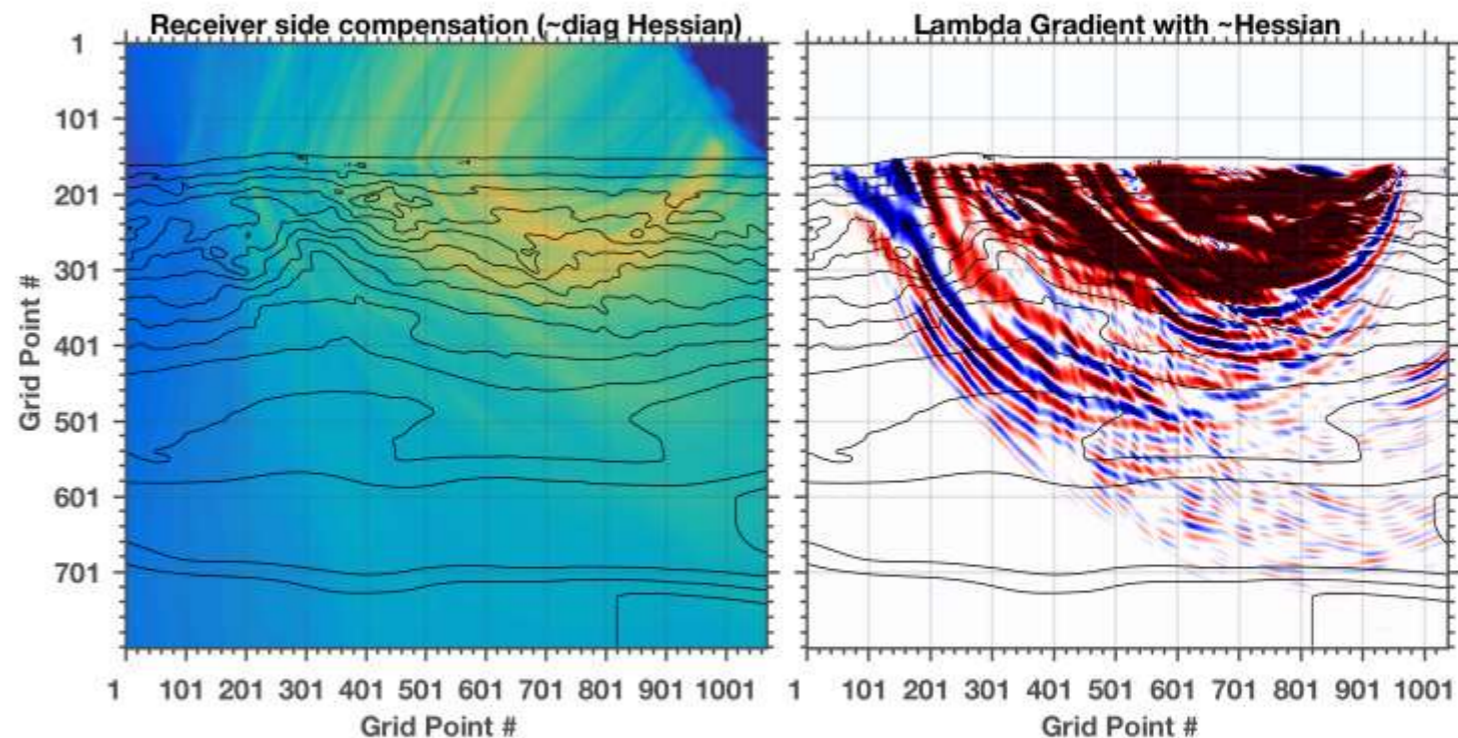 Receiver side compensation (~diag Hessian)
Lambda Gradient with ~Hessian
1
101
201
301
401
501
601
701
Grid Point #
1 101 201 301 401 501 601 701 801 901 1001
1 101 201 301 401 501 601 701 801 901 1001
Grid Point #
Grid Point #